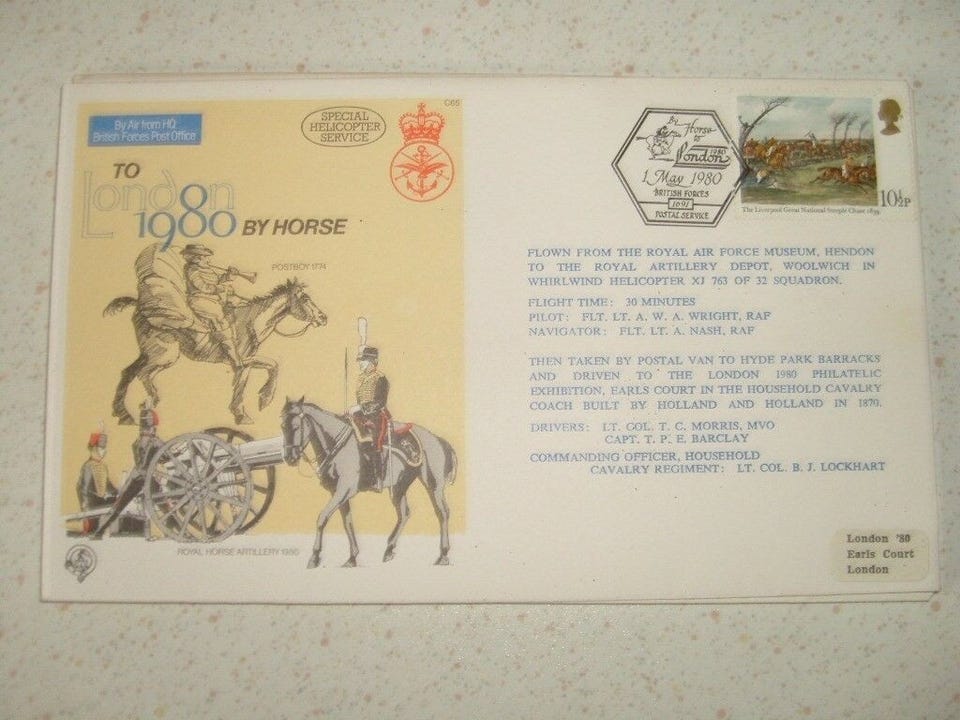 C65
By Air from HQ
British Forces Post Office
SPECIAL
HELICOPTER
SERVICE
TO
London
1980 BY HORSE
POSTBOY 1774
ROYAL HORSE ARTILLERY 1980
By Horse
to
London 1980
1 May 1980
BRITISH FORCES
1691
POSTAL SERVICE
10½P
The Liverpool Great National Steeple Chase 1839
FLOWN FROM THE ROYAL AIR FORCE MUSEUM, HENDON
TO THE ROYAL ARTILLERY DEPOT, WOOLWICH IN
WHIRLWIND HELICOPTER XJ 763 OF 32 SQUADRON.
FLIGHT TIME: 30 MINUTES
PILOT: FLT. LT. A. W. A. WRIGHT, RAF
NAVIGATOR: FLT. LT. A. NASH, RAF
THEN TAKEN BY POSTAL VAN TO HYDE PARK BARRACKS
AND DRIVEN TO THE LONDON 1980 PHILATELIC
EXHIBITION, EARLS COURT IN THE HOUSEHOLD CAVALRY
COACH BUILT BY HOLLAND AND HOLLAND IN 1870.
DRIVERS: LT. COL. T. C. MORRIS, MVO
CAPT. T. P. E. BARCLAY
COMMANDING OFFICER, HOUSEHOLD
CAVALRY REGIMENT: LT. COL. B. J. LOCKHART
London '80
Earls Court
London